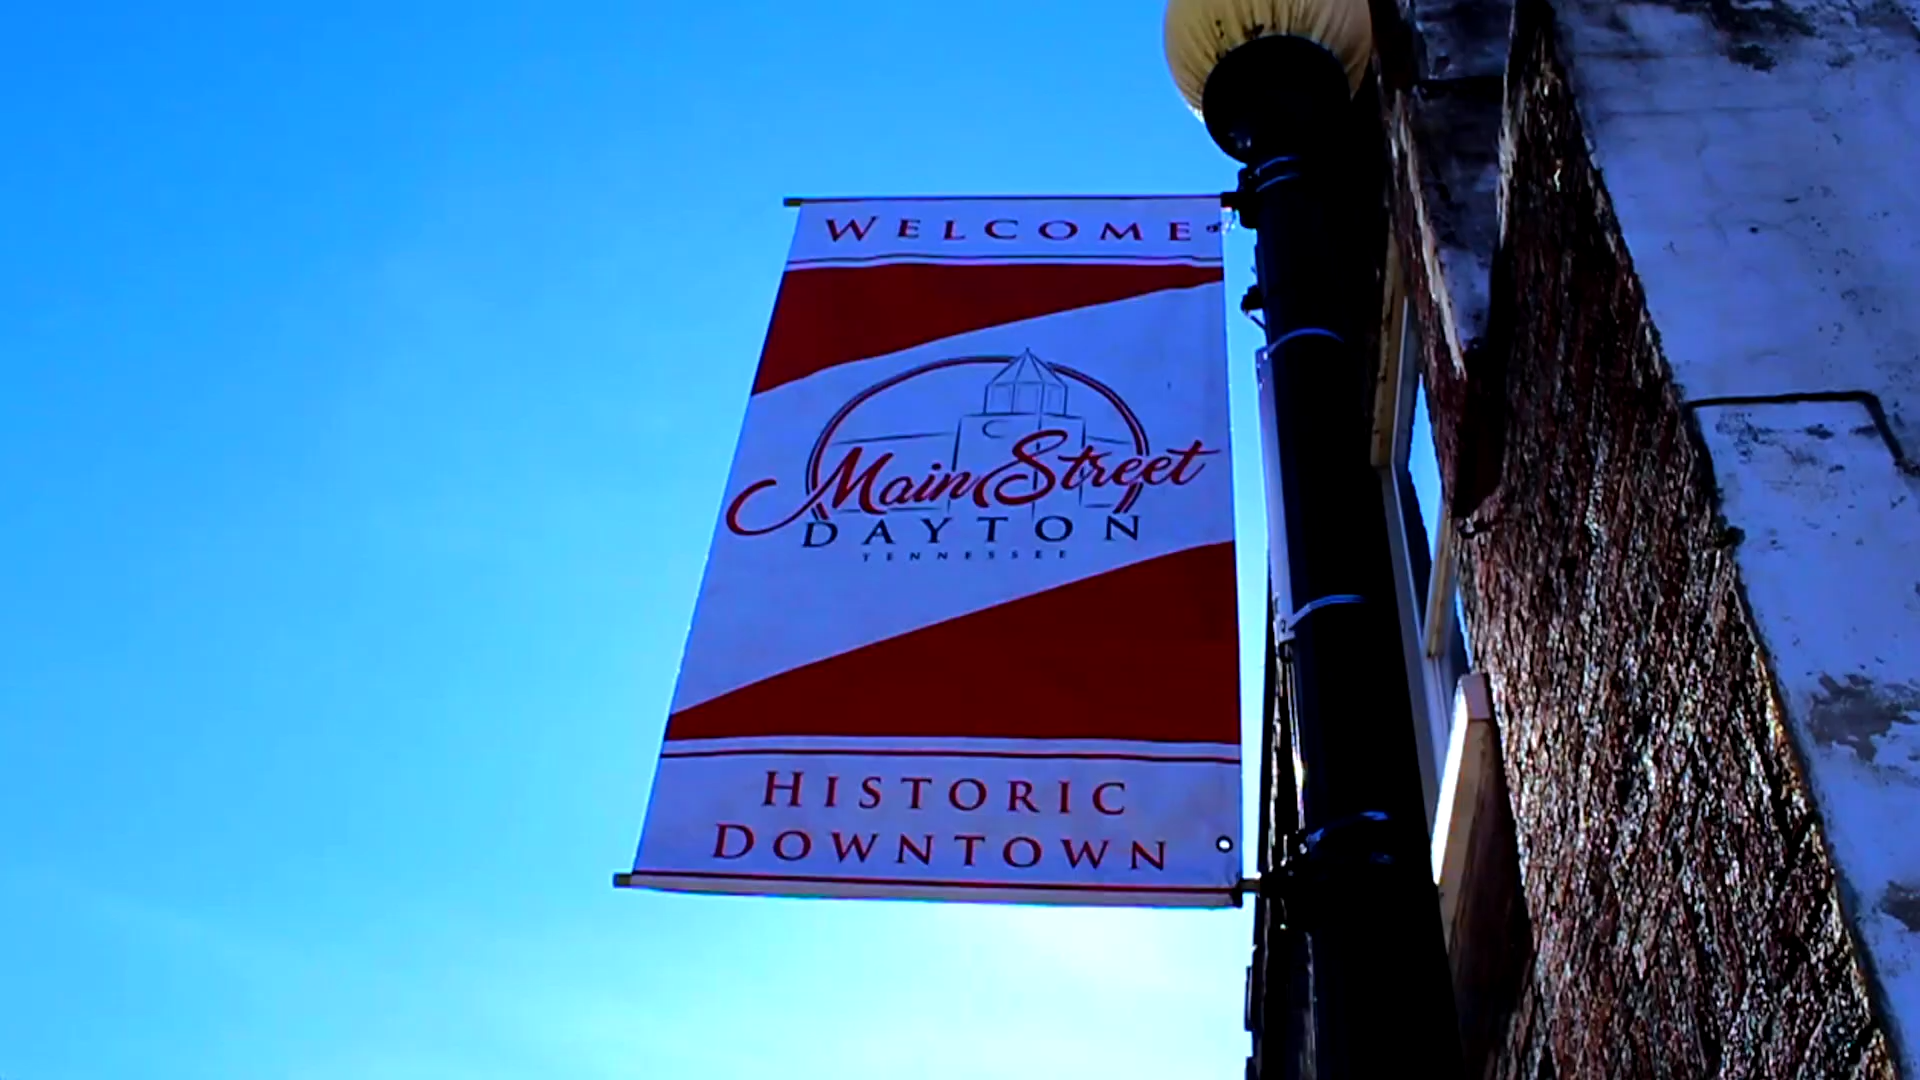 WELCOME
Main Street
DAYTON
TENNESSEE
HISTORIC
DOWNTOWN